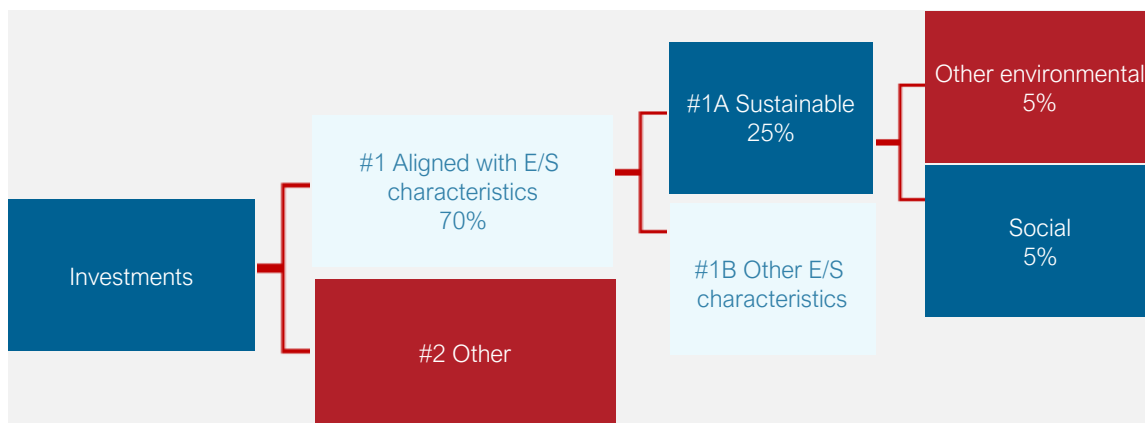 Investments
#1 Aligned with E/S
characteristics
70%
#2 Other
#1A Sustainable
25%
#1B Other E/S
characteristics
Other environmental
5%
Social
5%